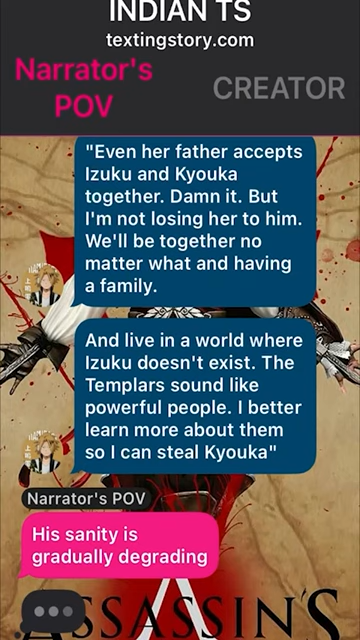 INDIAN TS
textingstory.com
Narrator's
POV
CREATOR
"Even her father accepts
Izuku and Kyouka
together. Damn it. But
I'm not losing her to him.
We'll be together no
matter what and having
a family.
And live in a world where
Izuku doesn't exist. The
Templars sound like
powerful people. I better
learn more about them
so I can steal Kyouka"
Narrator's POV
His sanity is
gradually degrading
ASSASSIN'S